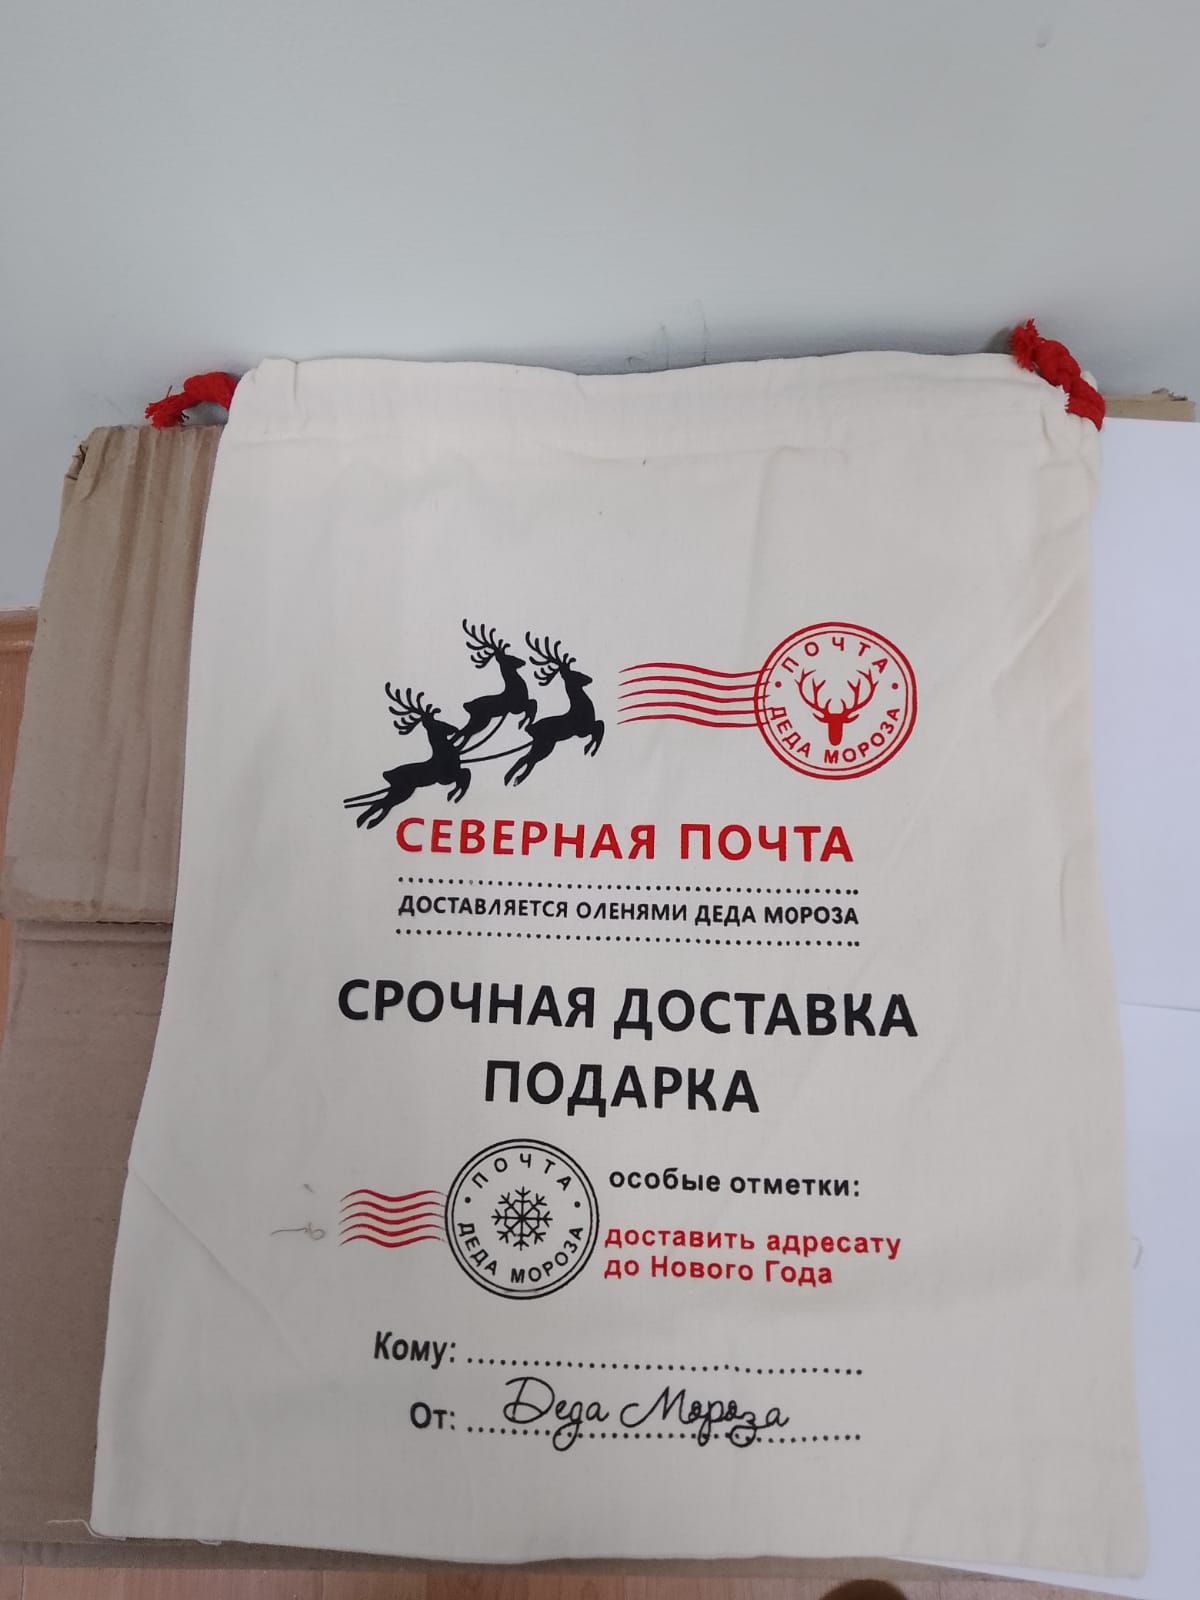 ПОЧТА
ДЕДА МОРОЗА
СЕВЕРНАЯ ПОЧТА
ДОСТАВЛЯЕТСЯ ОЛЕНЯМИ ДЕДА МОРОЗА
СРОЧНАЯ ДОСТАВКА
ПОДАРКА
ПОЧТА
ДЕДА МОРОЗА
особые отметки:
доставить адресату
до Нового Года
Кому:
От: Деда Мороза